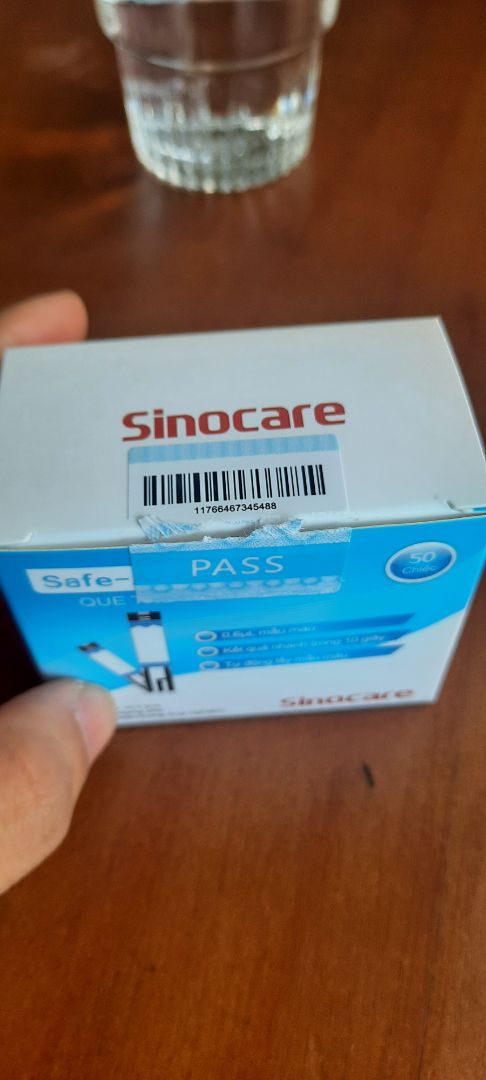 Sinocare
11766467345488
PASS
50
Chiếc
Safe-
QUE
0.6μL mẫu máu
Kết quả nhanh trong 10 giây
Tự động lấy mẫu máu
Sinocare